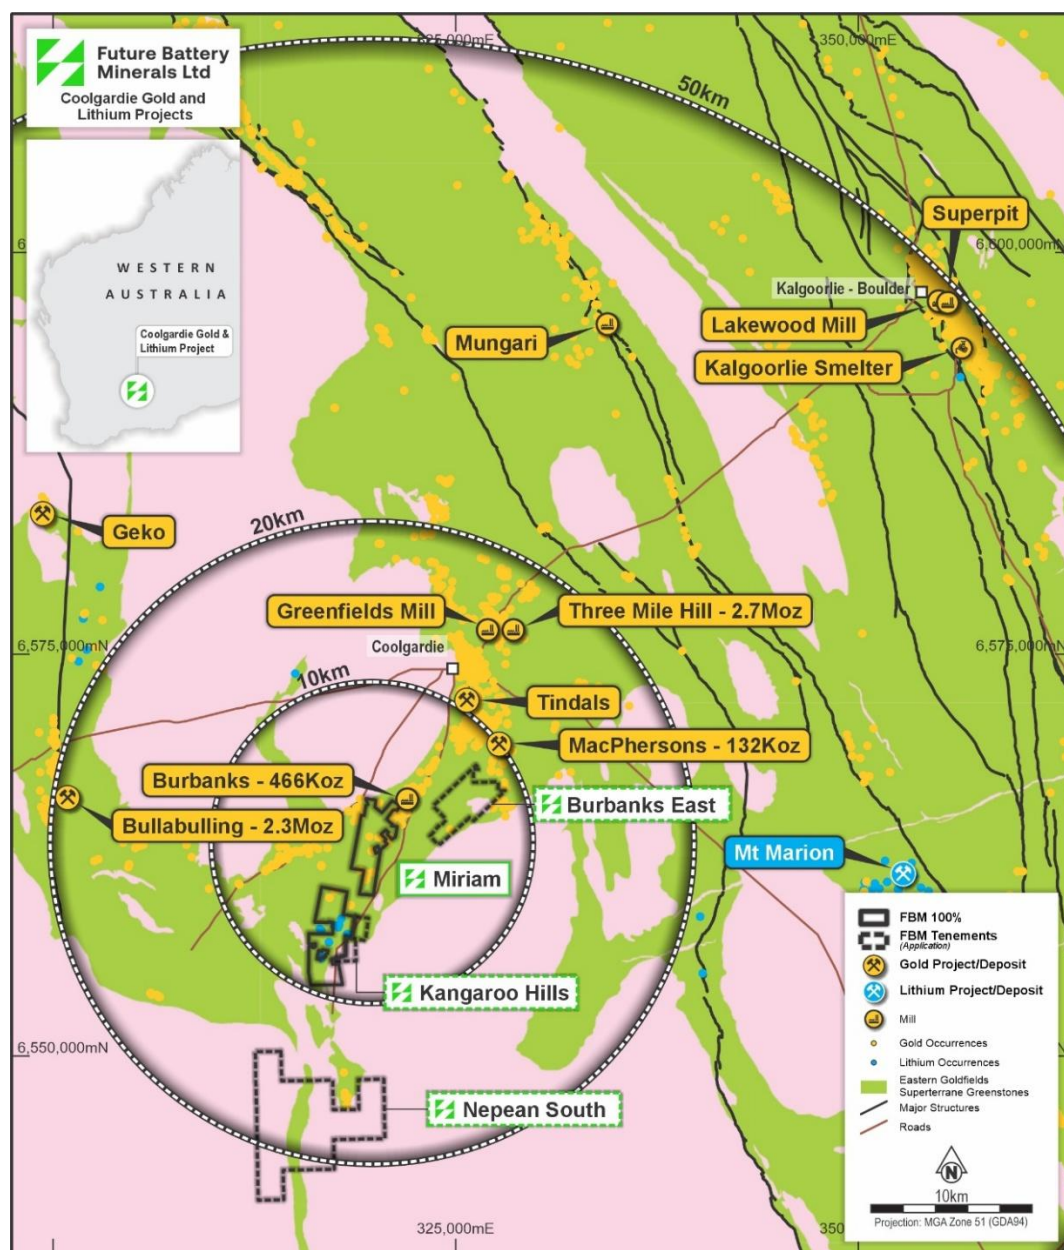 Future Battery
Minerals Ltd
Coolgardie Gold and
Lithium Projects
325,000mE
350,000mE
50km
WESTERN
AUSTRALIA
Coolgardie Gold &
Lithium Project
Superpit
6,600,000mN
Kalgoorlie - Boulder
Lakewood Mill
Mungari
Kalgoorlie Smelter
Geko
20km
Greenfields Mill
Three Mile Hill - 2.7Moz
Coolgardie
6,575,000mN
6,575,000mN
10km
Tindals
MacPhersons - 132Koz
Burbanks - 466Koz
Burbanks East
Bullabulling - 2.3Moz
Mt Marion
Miriam
Kangaroo Hills
6,550,000mN
Nepean South
FBM 100%
FBM Tenements
(Application)
Gold Project/Deposit
Lithium Project/Deposit
Mill
Gold Occurrences
Lithium Occurrences
Eastern Goldfields
Superterrane Greenstones
Major Structures
Roads
N
10km
Projection: MGA Zone 51 (GDA94)
325,000mE